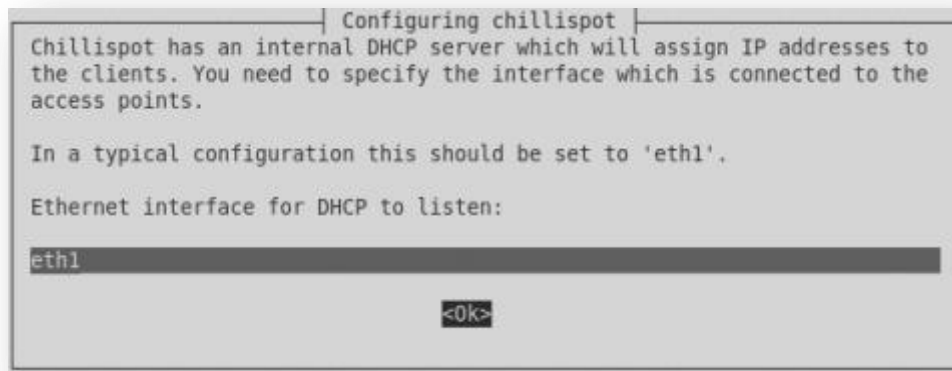 Configuring chillispot
Chillispot has an internal DHCP server which will assign IP addresses to
the clients. You need to specify the interface which is connected to the
access points.
In a typical configuration this should be set to 'eth1'.
Ethernet interface for DHCP to listen:
eth1
<Ok>